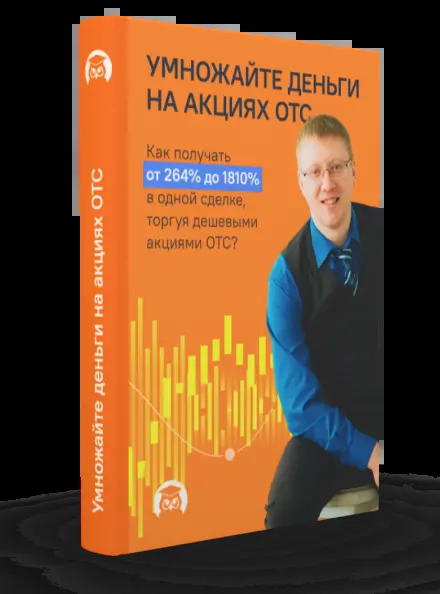 УМНОЖАЙТЕ ДЕНЬГИ
НА АКЦИЯХ ОТС
Как получать
от 264% до 1810%
в одной сделке,
торгуя дешевыми
акциями ОТС?
Умножайте деньги на акциях ОТС